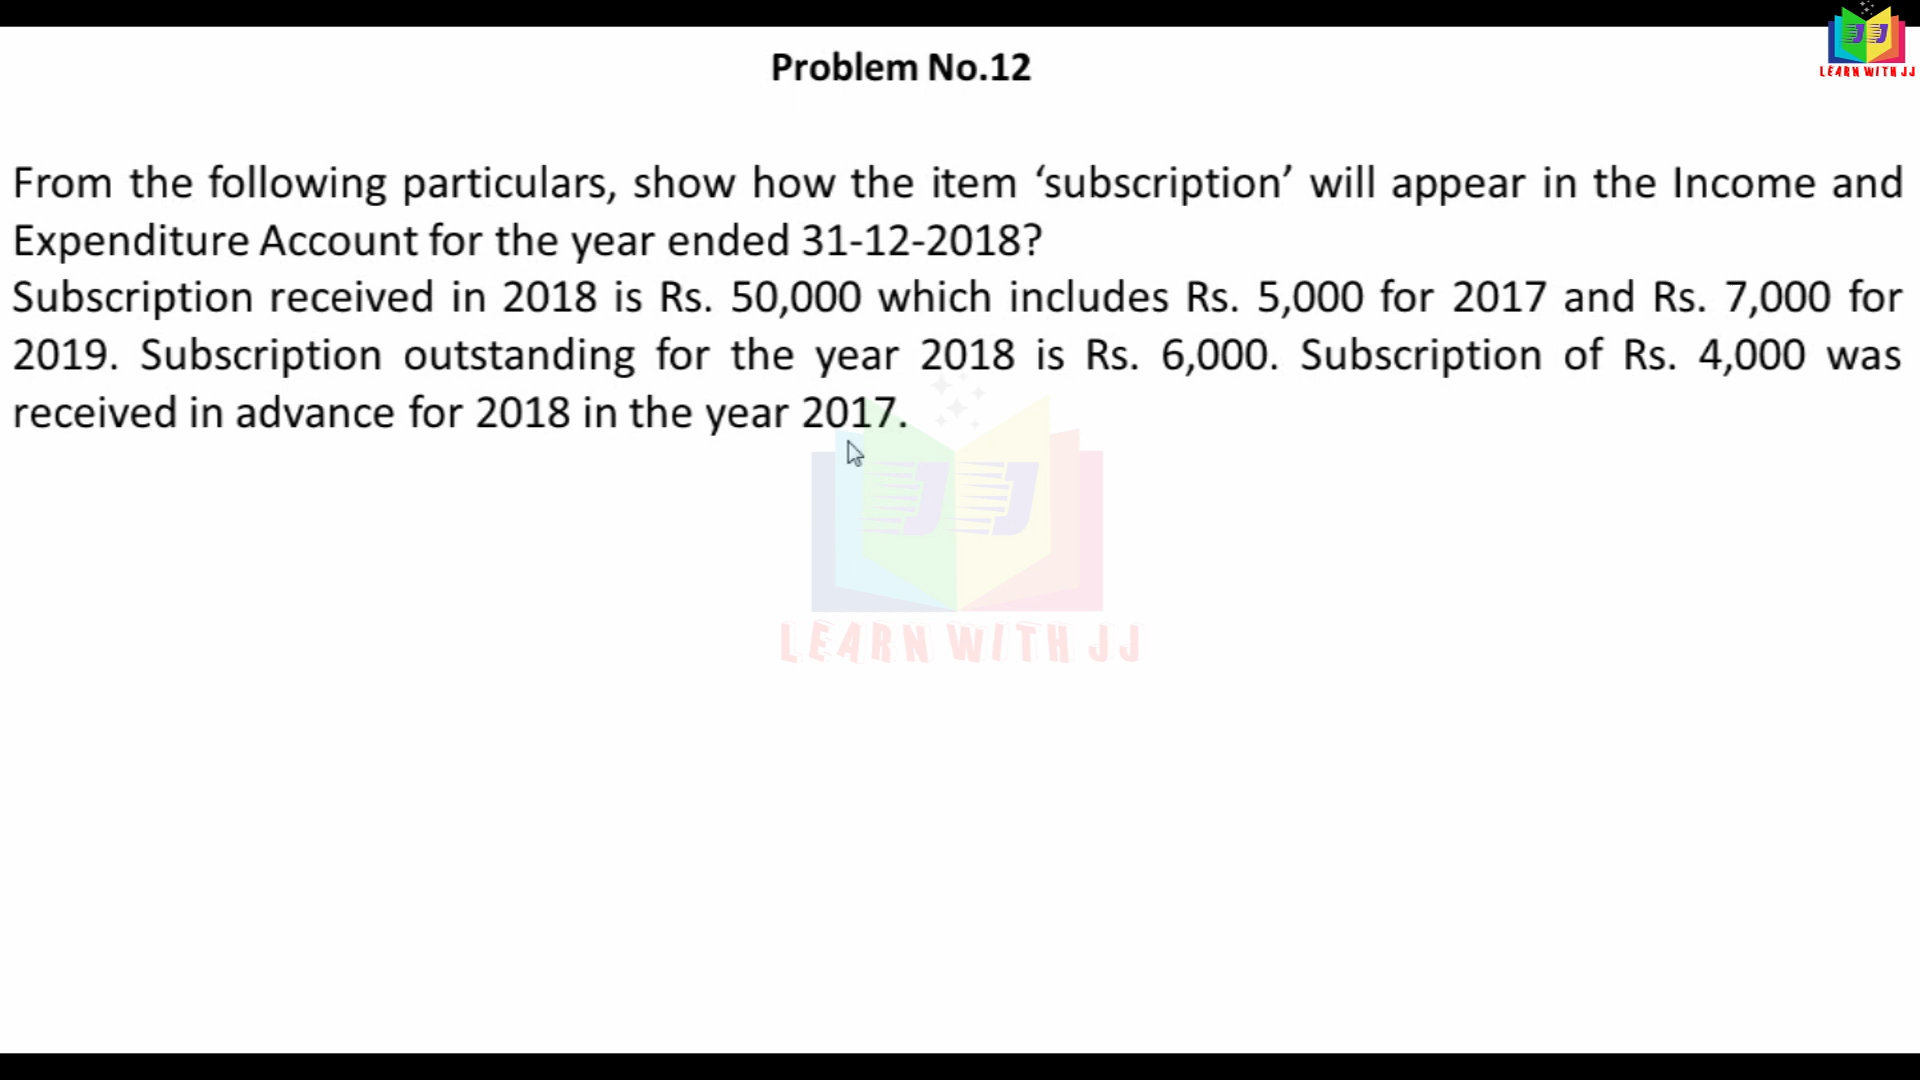 LEARN WITH JJ
Problem No.12
From the following particulars, show how the item ‘subscription’ will appear in the Income and
Expenditure Account for the year ended 31-12-2018?
Subscription received in 2018 is Rs. 50,000 which includes Rs. 5,000 for 2017 and Rs. 7,000 for
2019. Subscription outstanding for the year 2018 is Rs. 6,000. Subscription of Rs. 4,000 was
received in advance for 2018 in the year 2017.
JJ
LEARN WITH JJ